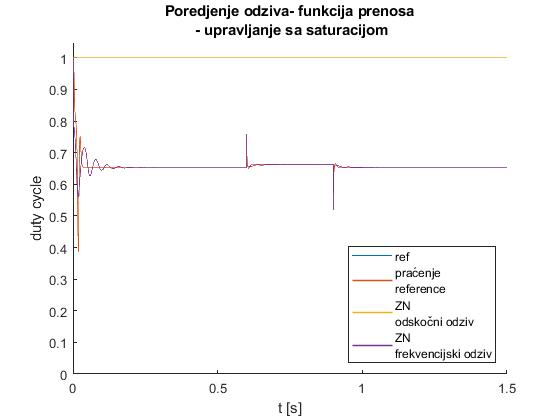 Poredjenje odziva- funkcija prenosa
- upravljanje sa saturacijom
1
0.9
0.8
0.7
0.6
0.5
0.4
0.3
0.2
0.1
0
duty cycle
0
0.5
1
1.5
t [s]
ref
praćenje
reference
ZN
odskočni odziv
ZN
frekvencijski odziv